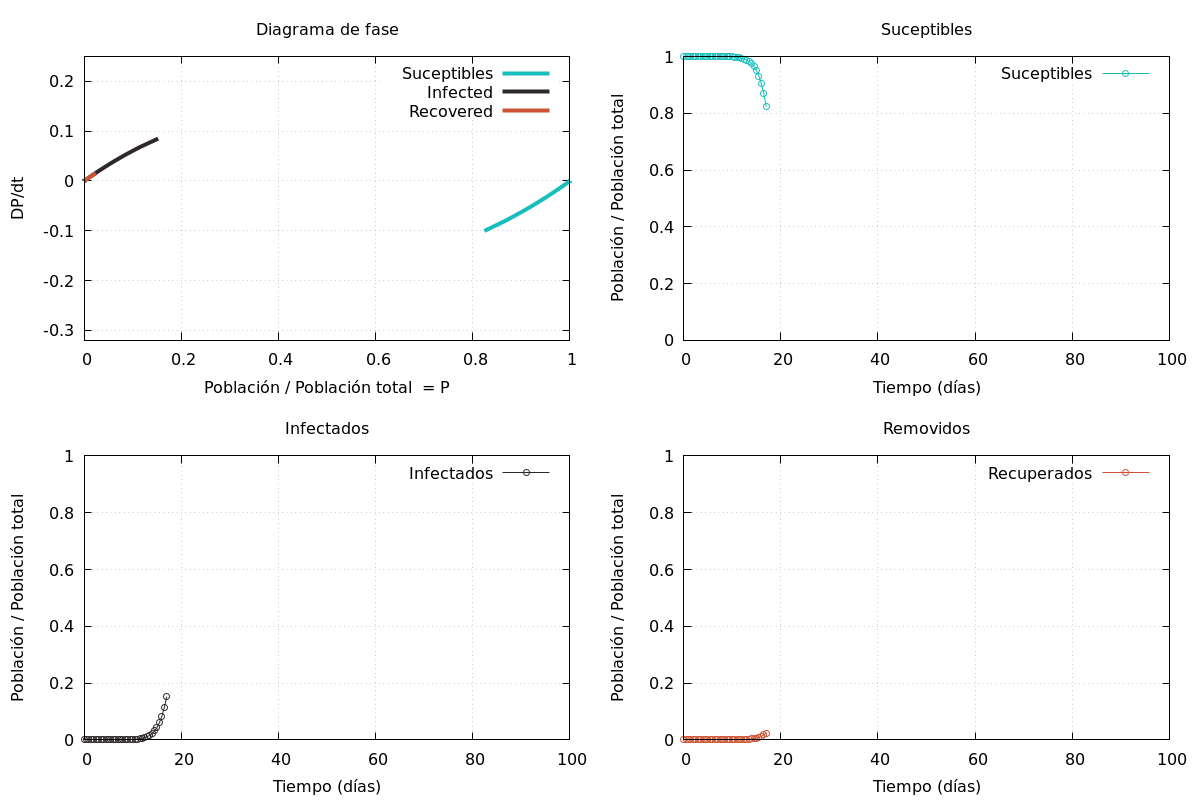 Diagrama de fase
Suceptibles
Infected
Recovered
0.2
0.1
0
-0.1
-0.2
-0.3
DP/dt
0 0.2 0.4 0.6 0.8 1
Población / Población total = P
Suceptibles
Suceptibles
1
0.8
0.6
0.4
0.2
0
Población / Población total
0 20 40 60 80 100
Tiempo (días)
Infectados
Infectados
1
0.8
0.6
0.4
0.2
0
Población / Población total
0 20 40 60 80 100
Tiempo (días)
Removidos
Recuperados
1
0.8
0.6
0.4
0.2
0
Población / Población total
0 20 40 60 80 100
Tiempo (días)